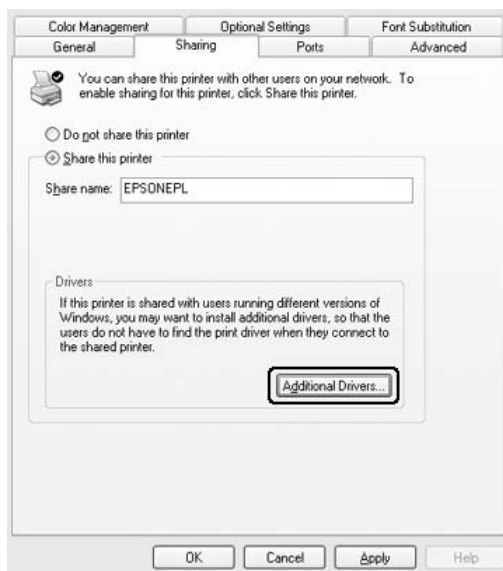 Color Management Optional Settings Font Substitution
General Sharing Ports Advanced
You can share this printer with other users on your network. To
enable sharing for this printer, click Share this printer.
Do not share this printer
Share this printer
Share name: EPSONEPL
Drivers
If this printer is shared with users running different versions of
Windows, you may want to install additional drivers, so that the
users do not have to find the print driver when they connect to
the shared printer.
Additional Drivers...
OK Cancel Apply Help